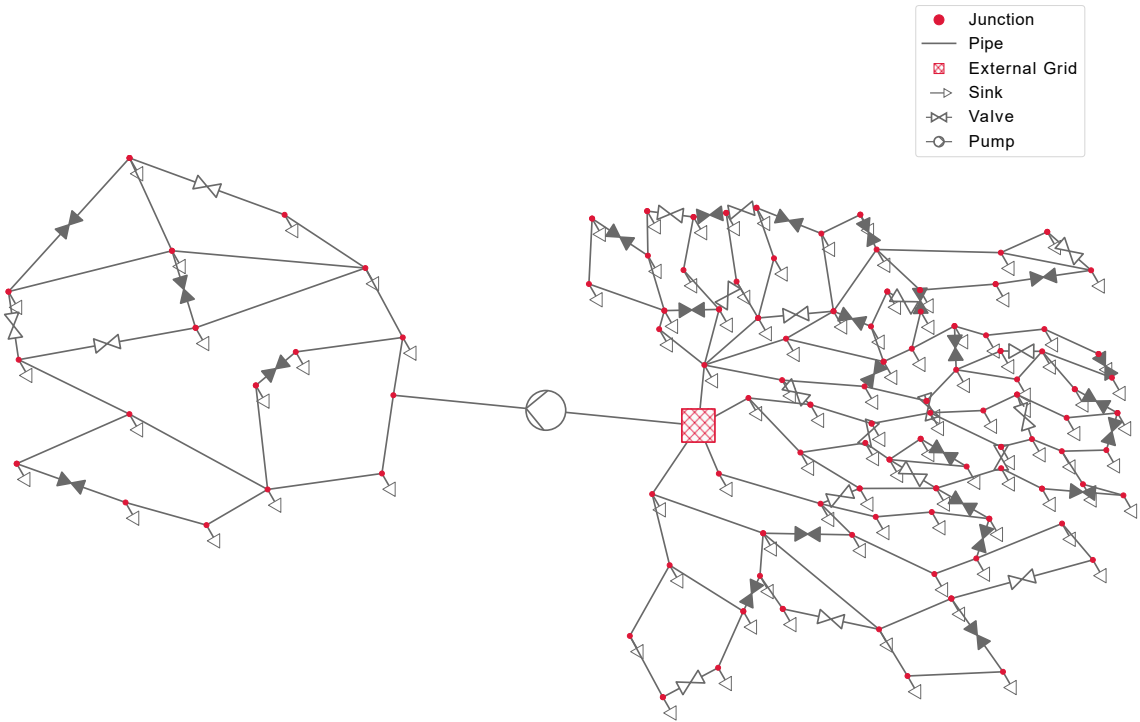 Junction
Pipe
External Grid
Sink
Valve
Pump